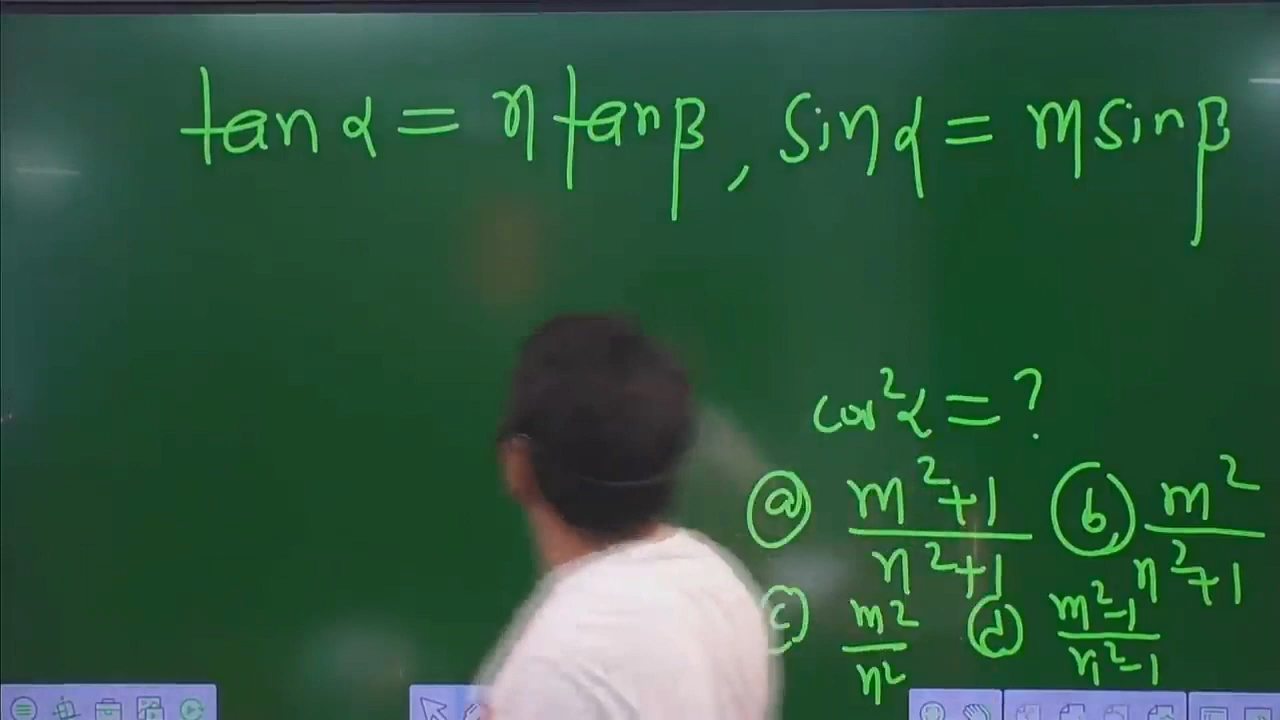 tan α = n tan β, sin α = m sin β
cos²α = ?
ⓐ (m²+1)/(n²+1) ⓑ m²/(n²+1)
ⓒ m²/n² ⓓ (m²-1)/(n²-1)